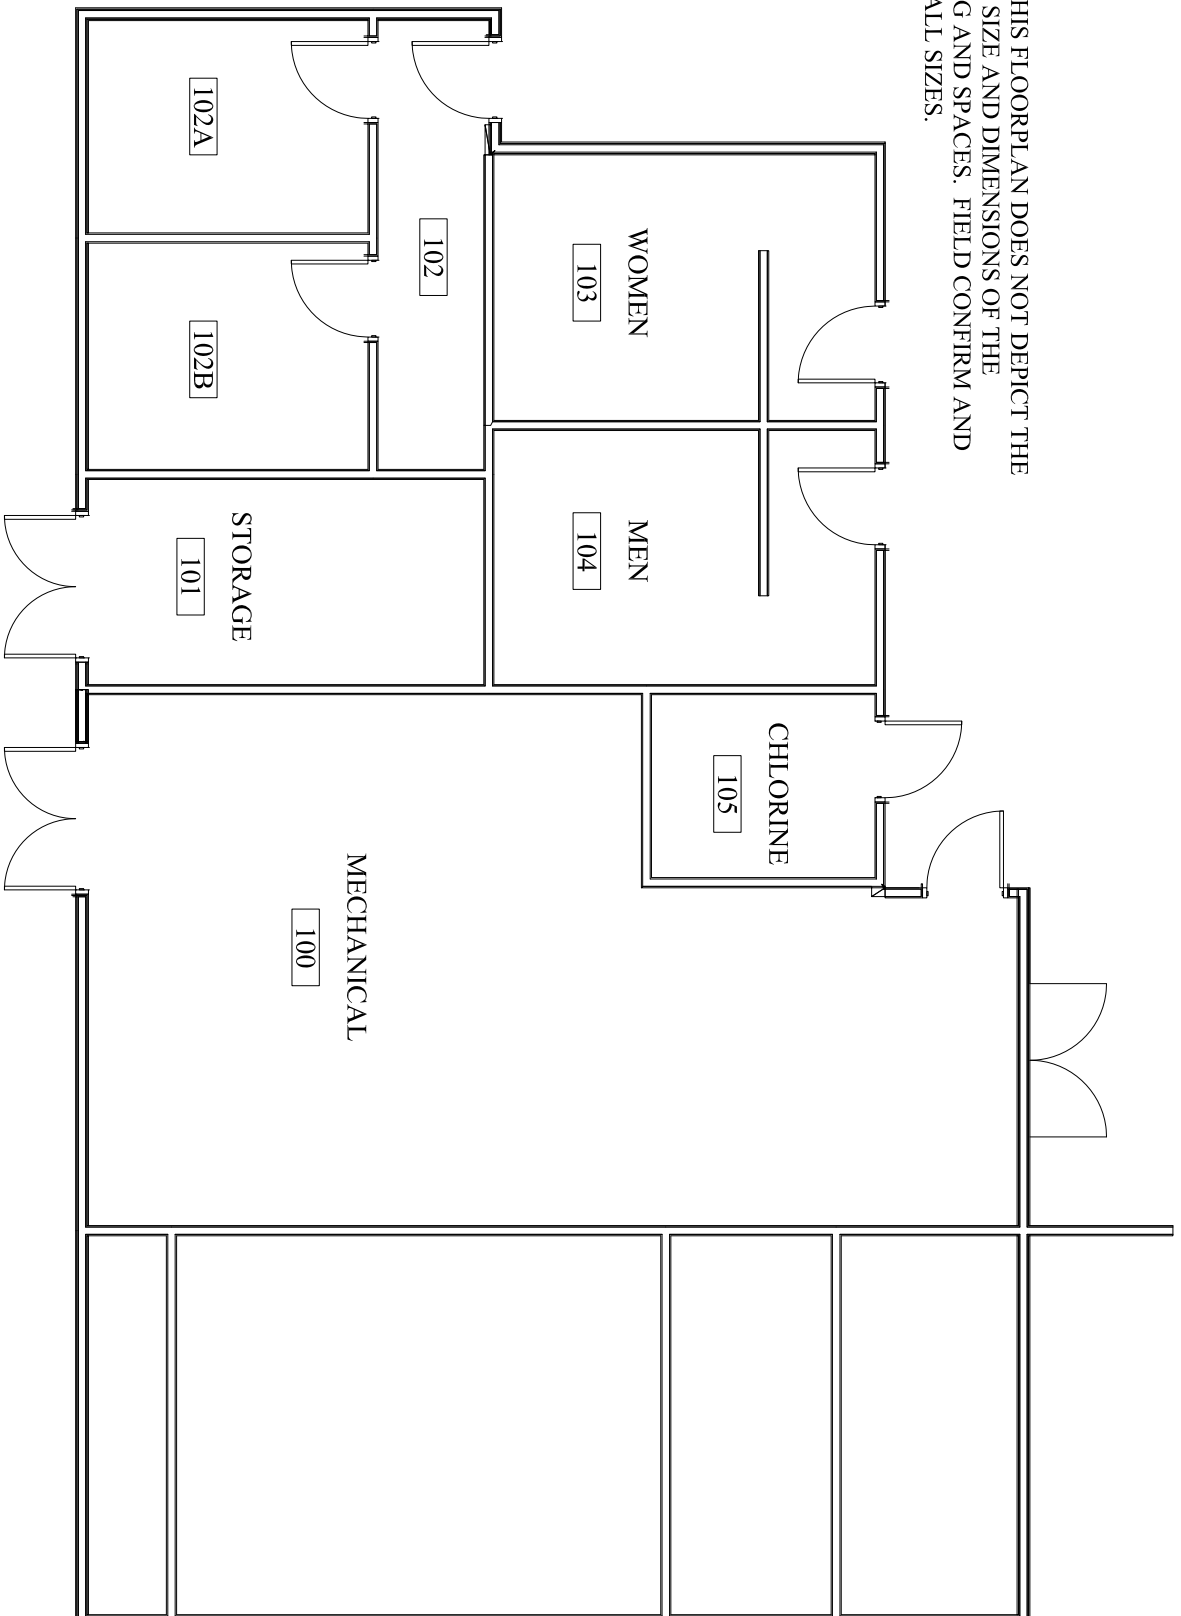 HIS FLOORPLAN DOES NOT DEPICT THE
SIZE AND DIMENSIONS OF THE
G AND SPACES. FIELD CONFIRM AND
ALL SIZES.
WOMEN
103
MEN
104
CHLORINE
105
102
102A
102B
STORAGE
101
MECHANICAL
100